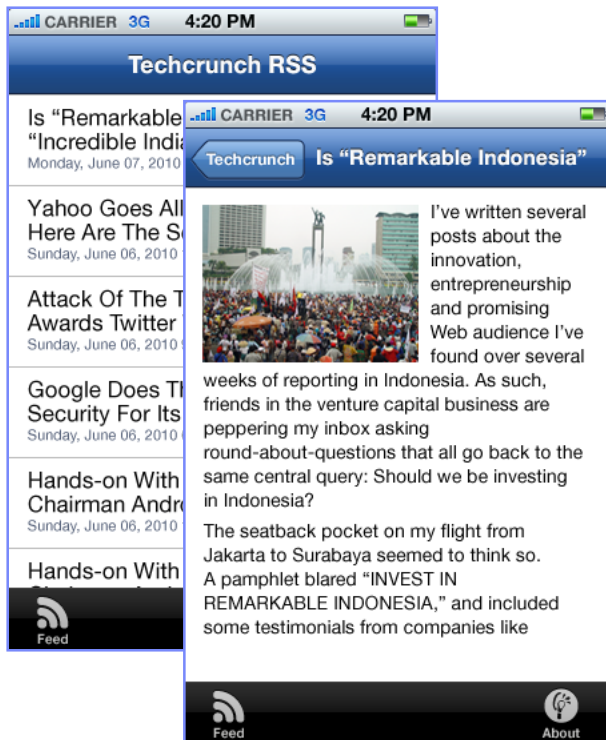 CARRIER 3G 4:20 PM
Techcrunch RSS
Is “Remarkable
“Incredible
Monday, June 07, 2010
Yahoo Goes All
Here Are The
Sunday, June 06, 2010
Attack Of The
Awards Twitter
Sunday, June 06, 2010
Google Does
Security For Its
Sunday, June 06, 2010
Hands-on With
Chairman
Sunday, June 06, 2010
Hands-on With
Feed
CARRIER 3G 4:20 PM
Techcrunch Is “Remarkable Indonesia”
I’ve written several
posts about the
innovation,
entrepreneurship
and promising
Web audience I’ve
found over several
weeks of reporting in Indonesia. As such,
friends in the venture capital business are
peppering my inbox asking
round-about-questions that all go back to the
same central query: Should we be investing
in Indonesia?
The seatback pocket on my flight from
Jakarta to Surabaya seemed to think so.
A pamphlet blared “INVEST IN
REMARKABLE INDONESIA,” and included
some testimonials from companies like
Feed About